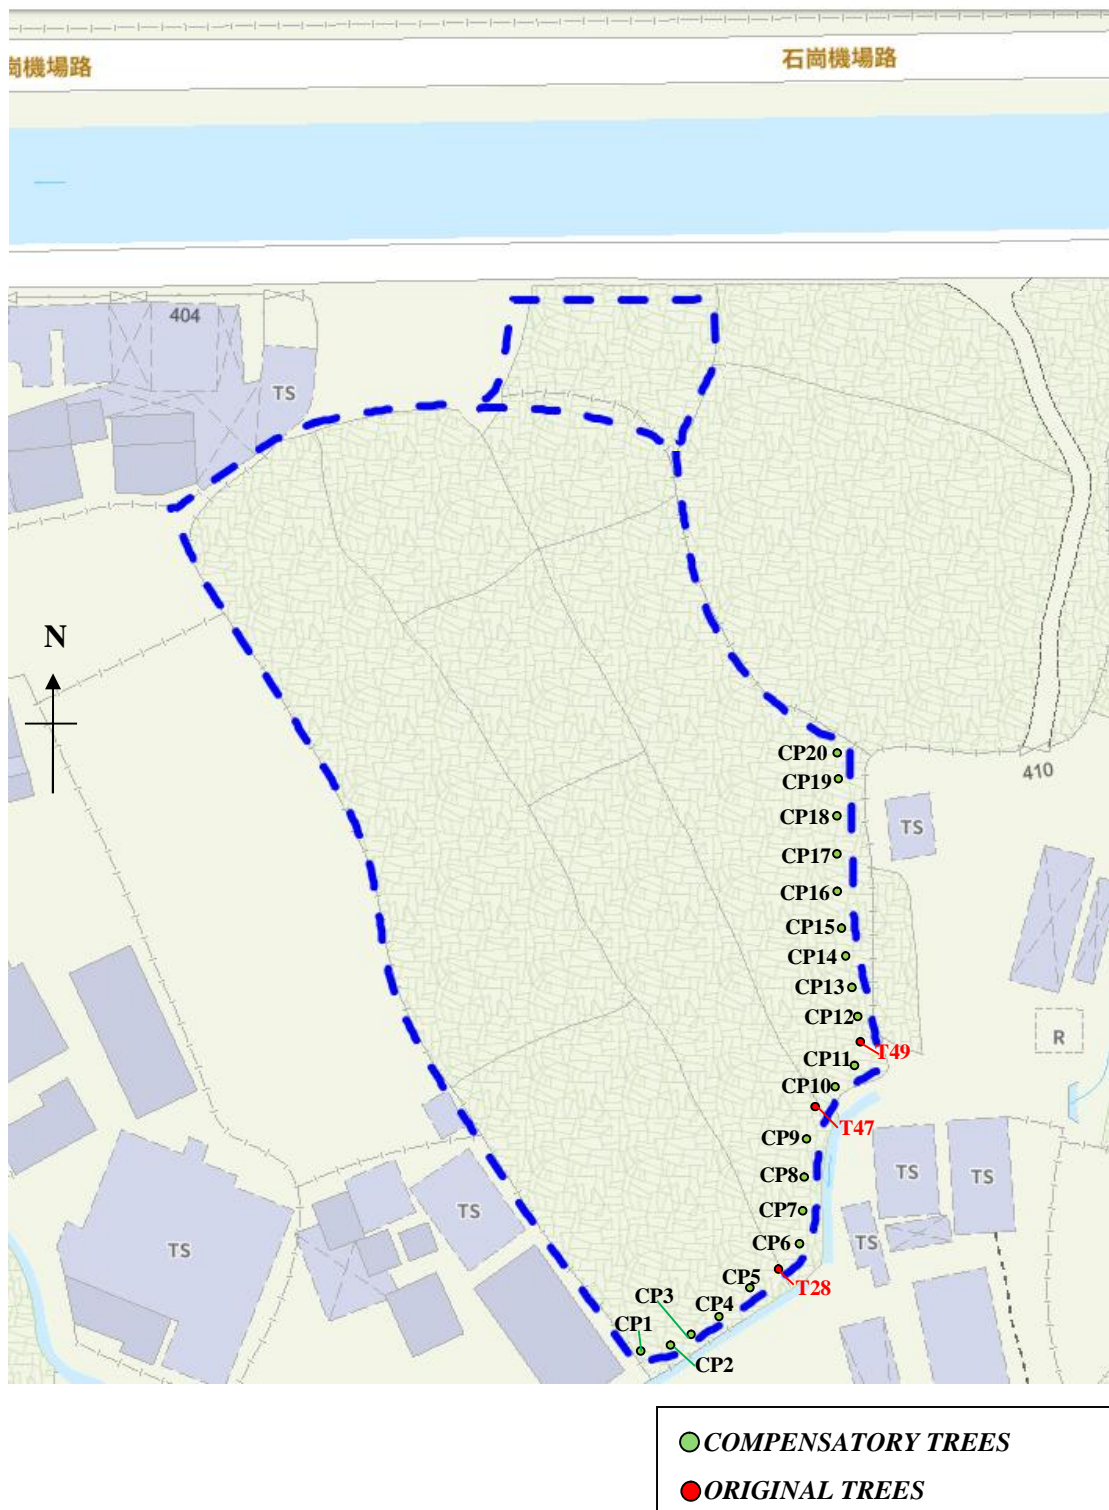 石崗機場路
崗機場路
404
TS
N
CP20
410
CP19
CP18
TS
CP17
CP16
CP15
CP14
CP13
CP12
R
T49
CP11
CP10
T47
CP9
TS
TS
CP8
TS
CP7
TS
CP6
TS
CP5
T28
CP3
CP4
CP1
CP2
COMPENSATORY TREES
ORIGINAL TREES